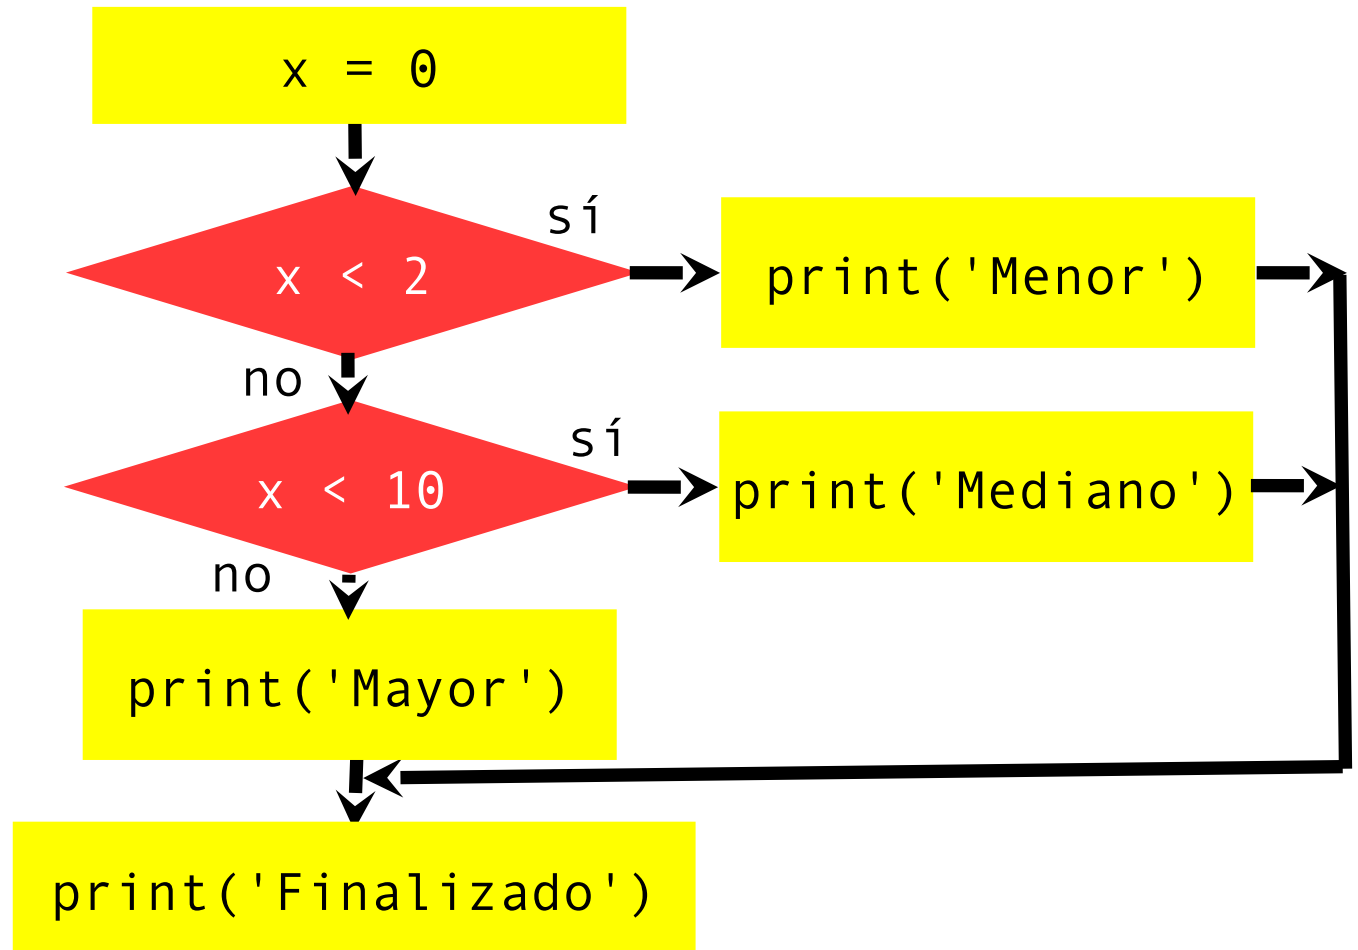 x = 0
sí
x < 2
print('Menor')
no
sí
x < 10
print('Mediano')
no
print('Mayor')
print('Finalizado')